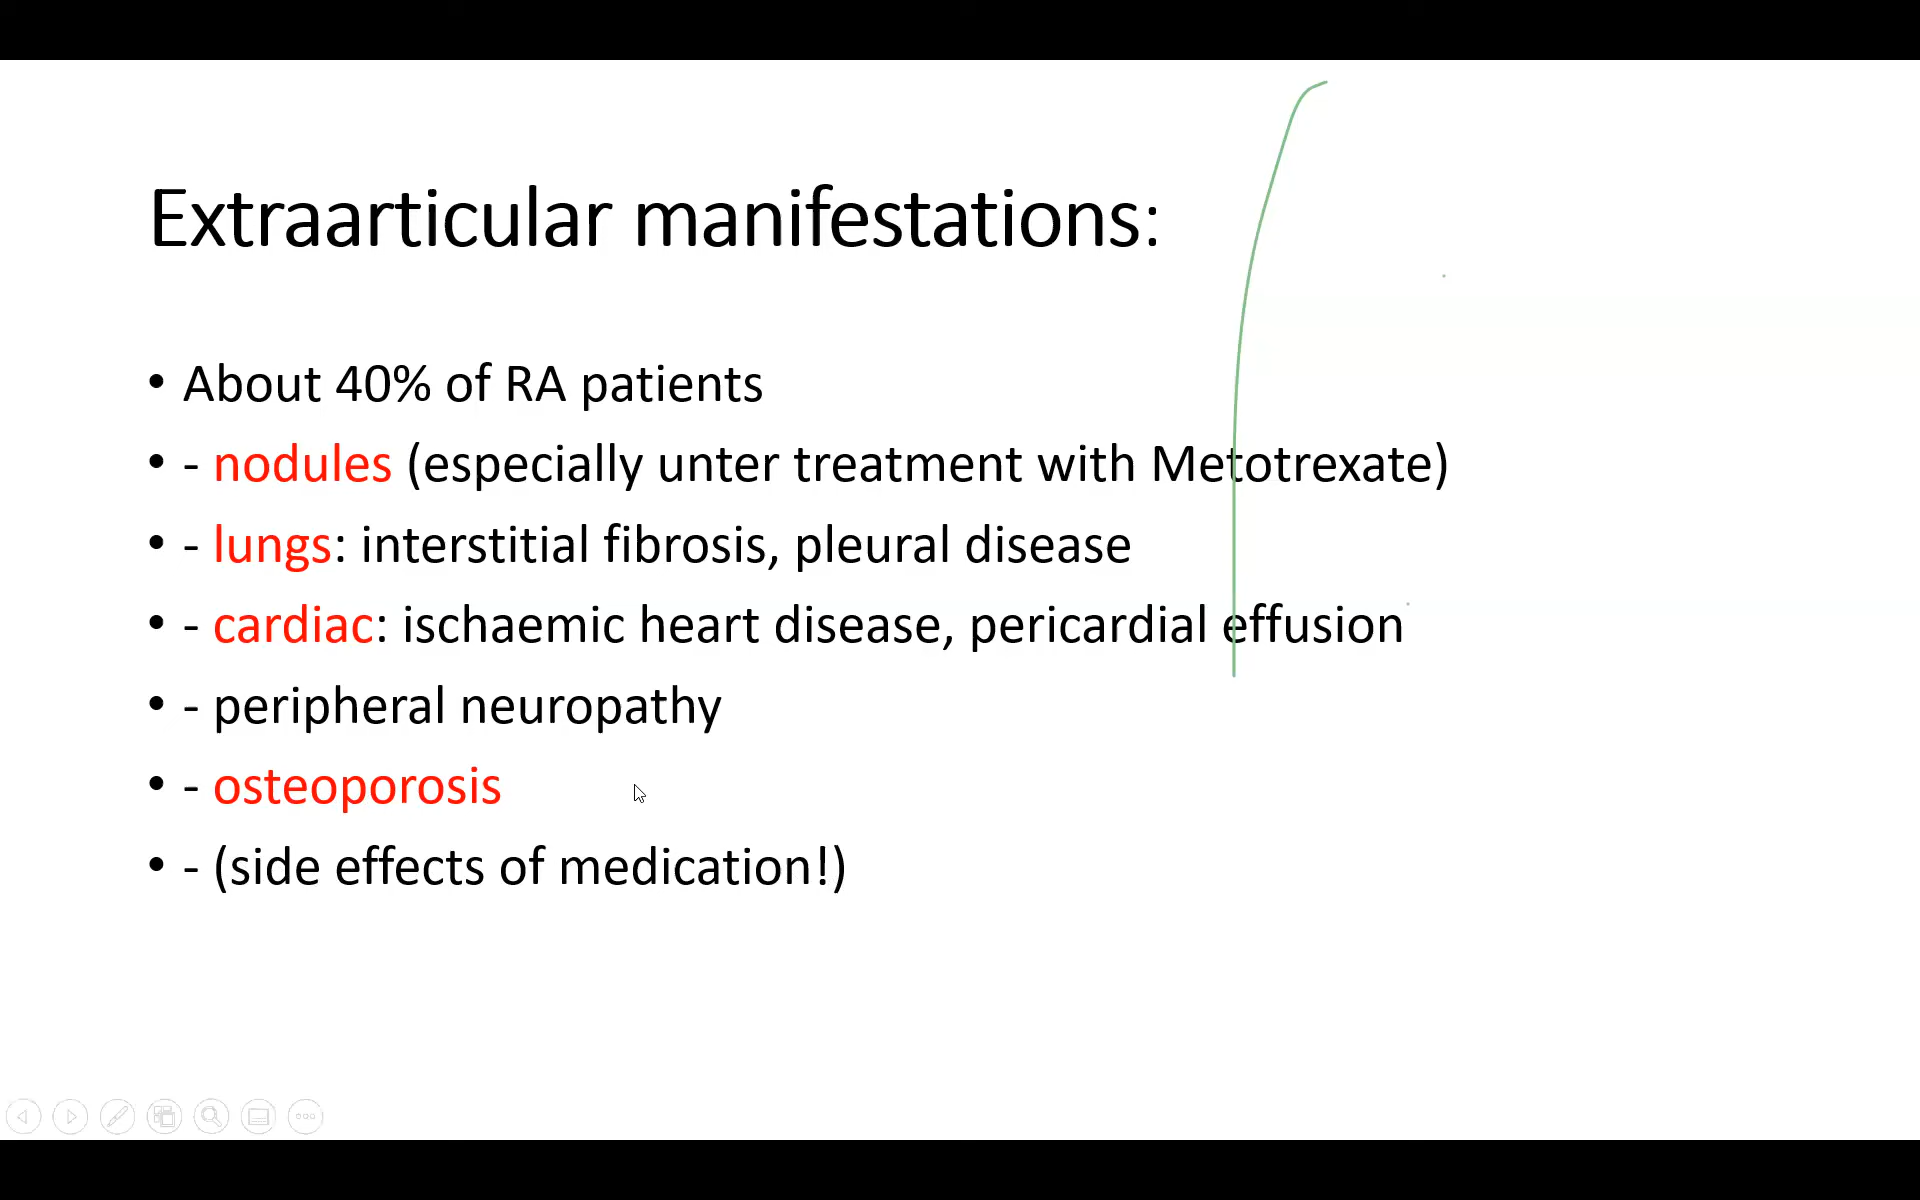 Extraarticular manifestations:
• About 40% of RA patients
• - nodules (especially unter treatment with Metotrexate)
• - lungs: interstitial fibrosis, pleural disease
• - cardiac: ischaemic heart disease, pericardial effusion
• - peripheral neuropathy
• - osteoporosis
• - (side effects of medication!)